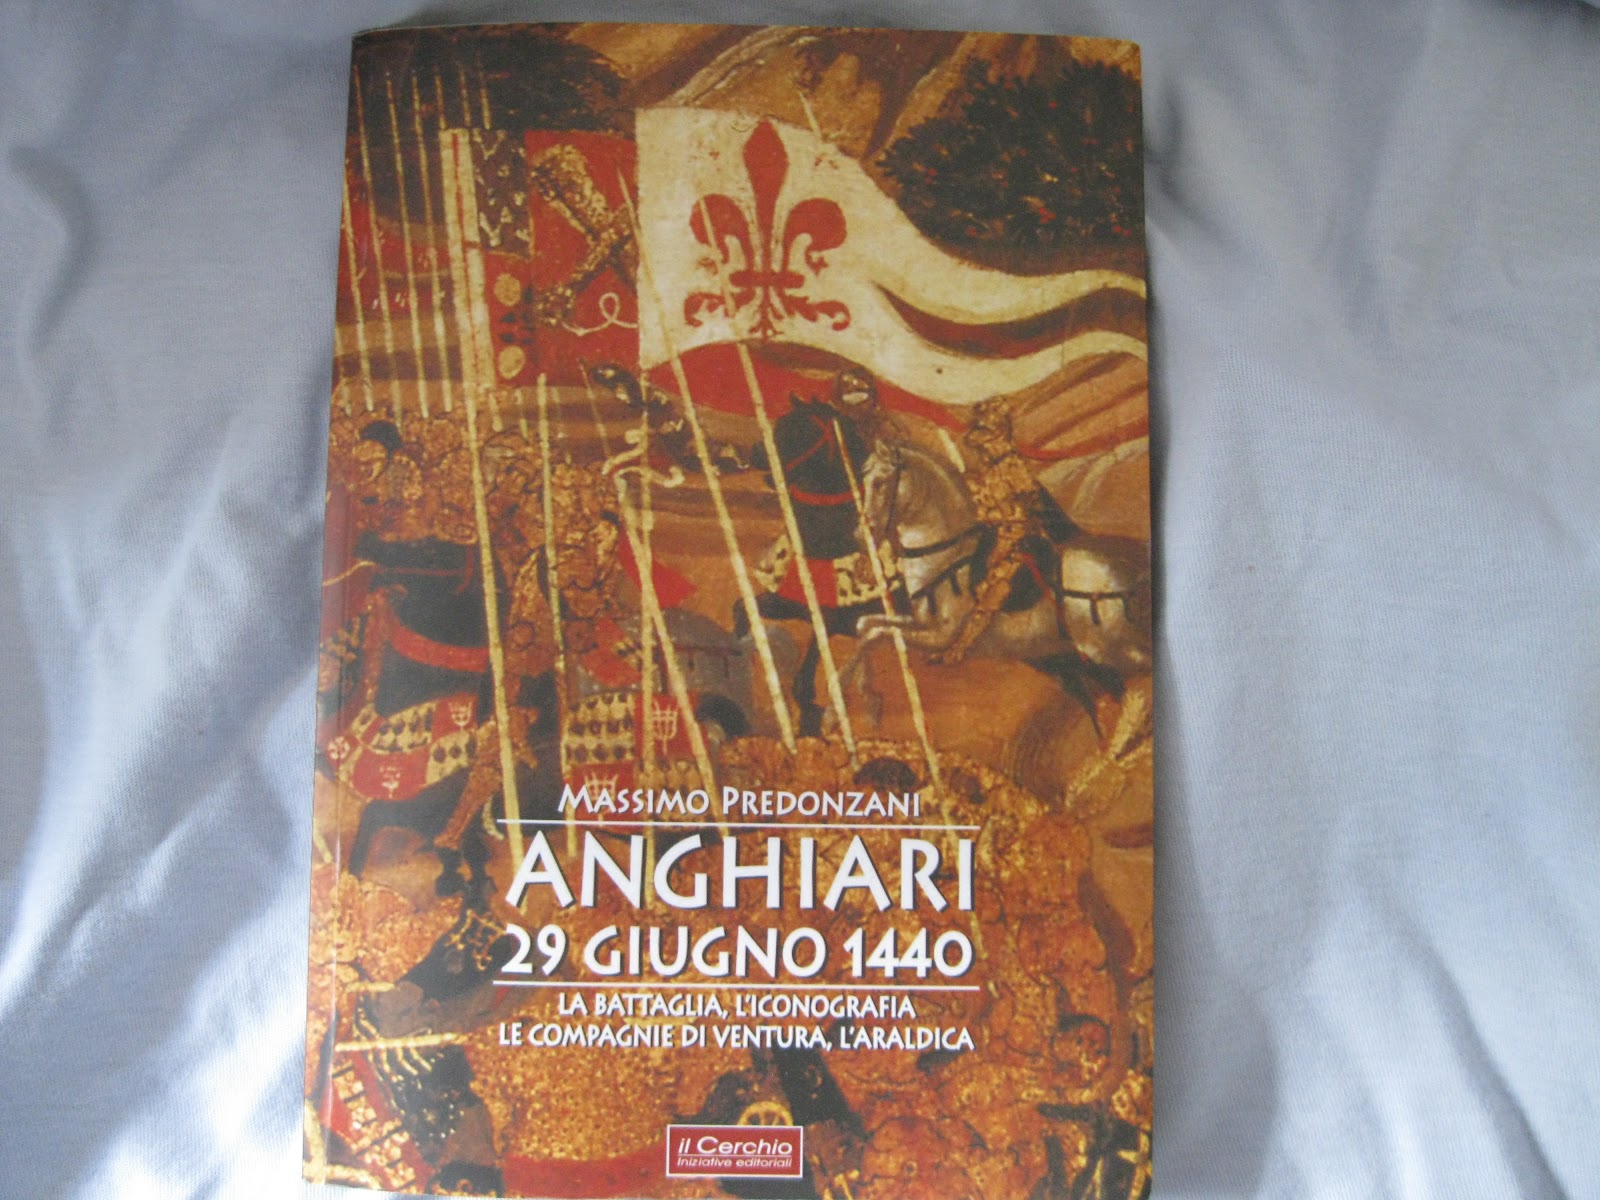 MASSIMO PREDONZANI
ANGHIARI
29 GIUGNO 1440
LA BATTAGLIA, L'ICONOGRAFIA
LE COMPAGNIE DI VENTURA, L'ARALDICA
il Cerchio
Iniziative editoriali